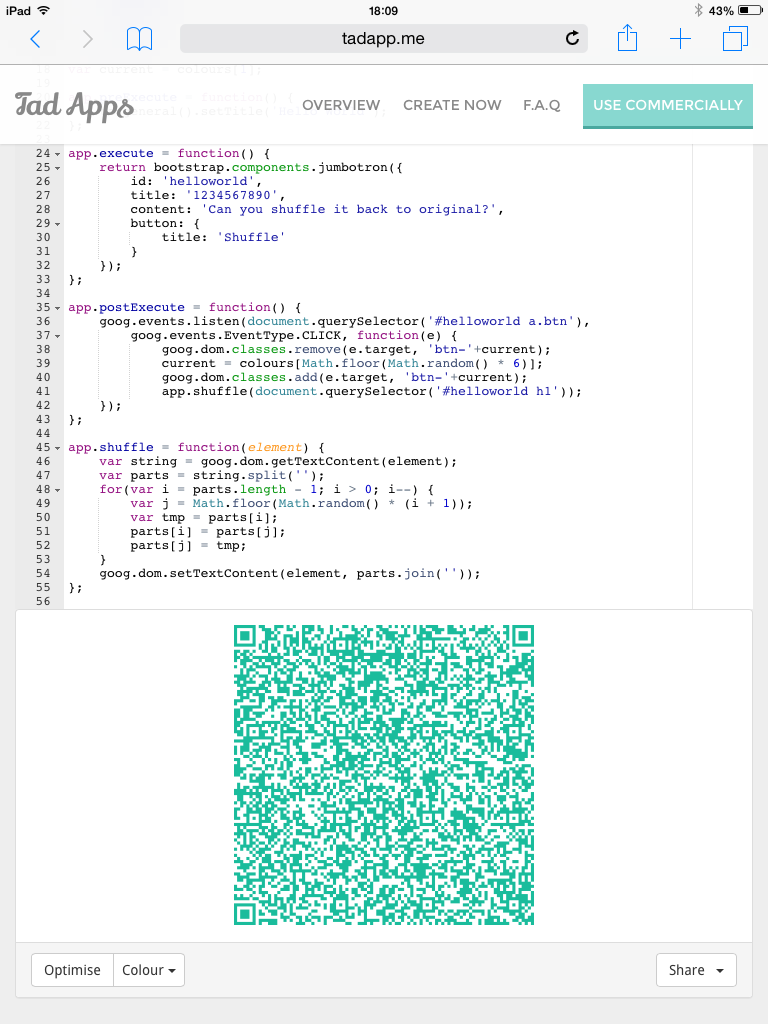 iPad 18:09 43%
tadapp.me
Tad Apps OVERVIEW CREATE NOW F.A.Q USE COMMERCIALLY
24 app.execute = function() {
25 return bootstrap.components.jumbotron({
26 id: 'helloworld',
27 title: '1234567890',
28 content: 'Can you shuffle it back to original?',
29 button: {
30 title: 'Shuffle'
31 }
32 });
33 };
34
35 app.postExecute = function() {
36 goog.events.listen(document.querySelector('#helloworld a.btn'),
37 goog.events.EventType.CLICK, function(e) {
38 goog.dom.classes.remove(e.target, 'btn-'+current);
39 current = colours[Math.floor(Math.random() * 6)];
40 goog.dom.classes.add(e.target, 'btn-'+current);
41 app.shuffle(document.querySelector('#helloworld h1'));
42 });
43 };
44
45 app.shuffle = function(element) {
46 var string = goog.dom.getTextContent(element);
47 var parts = string.split('');
48 for(var i = parts.length - 1; i > 0; i--) {
49 var j = Math.floor(Math.random() * (i + 1));
50 var tmp = parts[i];
51 parts[i] = parts[j];
52 parts[j] = tmp;
53 }
54 goog.dom.setTextContent(element, parts.join(''));
55 };
56
Optimise Colour Share